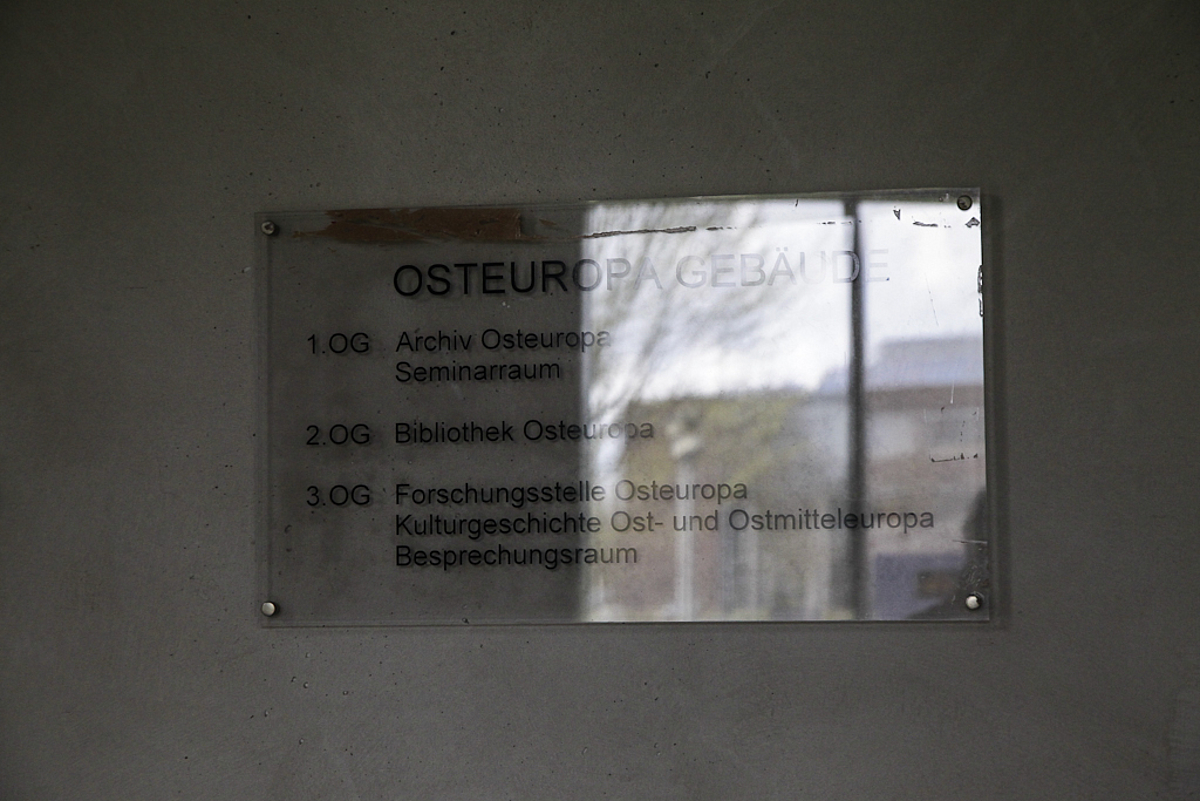 OSTEUROPA GEBÄUDE
1.OG Archiv Osteuropa
Seminarraum
2.OG Bibliothek Osteuropa
3.OG Forschungsstelle Osteuropa
Kulturgeschichte Ost- und Ostmitteleuropa
Besprechungsraum